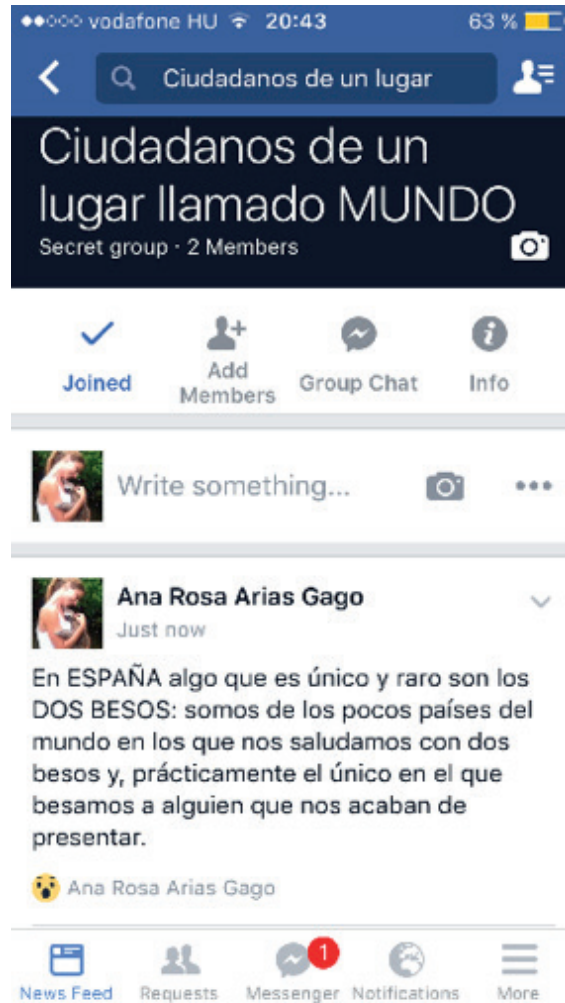 vodafone HU 20:43 63 %
Ciudadanos de un lugar
Ciudadanos de un
lugar llamado MUNDO
Secret group · 2 Members
Joined
Add
Members
Group Chat
Info
Write something...
Ana Rosa Arias Gago
Just now
En ESPAÑA algo que es único y raro son los
DOS BESOS: somos de los pocos países del
mundo en los que nos saludamos con dos
besos y, prácticamente el único en el que
besamos a alguien que nos acaban de
presentar.
Ana Rosa Arias Gago
1
News Feed Requests Messenger Notifications More